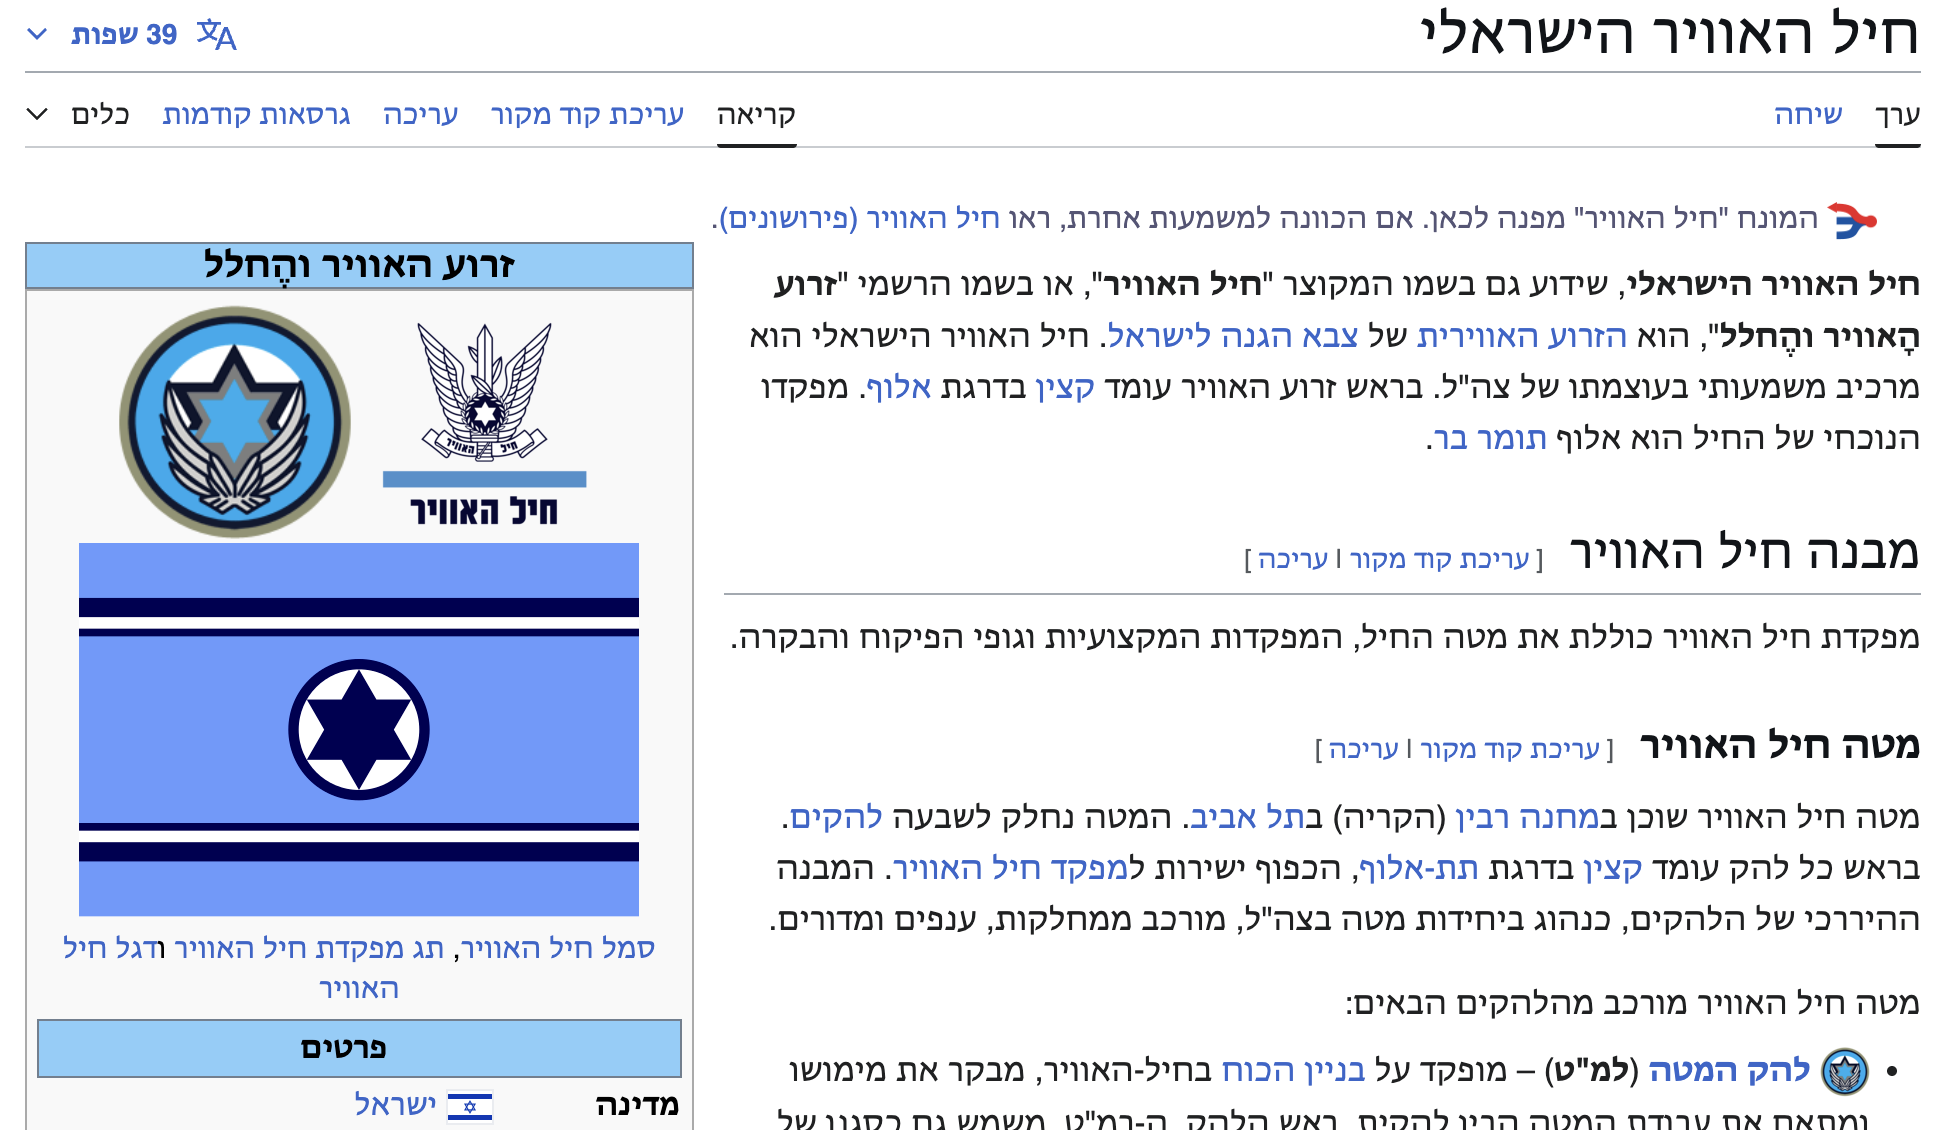 חיל האוויר הישראלי
39 שפות
ערך
שיחה
קריאה
עריכת קוד מקור
עריכה
גרסאות קודמות
כלים
המונח "חיל האוויר" מפנה לכאן. אם הכוונה למשמעות אחרת, ראו חיל האוויר (פירושונים).
חיל האוויר הישראלי, שידוע גם בשמו המקוצר "חיל האוויר", או בשמו הרשמי "זרוע
הָאוויר והֶחלל", הוא הזרוע האווירית של צבא הגנה לישראל. חיל האוויר הישראלי הוא
מרכיב משמעותי בעוצמתו של צה"ל. בראש זרוע האוויר עומד קצין בדרגת אלוף. מפקדו
הנוכחי של החיל הוא אלוף תומר בר.
מבנה חיל האוויר [ עריכת קוד מקור | עריכה ]
מפקדת חיל האוויר כוללת את מטה החיל, המפקדות המקצועיות וגופי הפיקוח והבקרה.
מטה חיל האוויר [ עריכת קוד מקור | עריכה ]
מטה חיל האוויר שוכן במחנה רבין (הקריה) בתל אביב. המטה נחלק לשבעה להקים.
בראש כל להק עומד קצין בדרגת תת-אלוף, הכפוף ישירות למפקד חיל האוויר. המבנה
ההיררכי של הלהקים, כנהוג ביחידות מטה בצה"ל, מורכב ממחלקות, ענפים ומדורים.
מטה חיל האוויר מורכב מהלהקים הבאים:
• להק המטה (למ"ט) – מופקד על בניין הכוח בחיל-האוויר, מבקר את מימושו
ומתאם את עבודת המטה הבין להקית. ראש הלהק, ה-רמ"ט, משמש גם כסגנו של
זרוע האוויר והֶחלל
חיל האוויר
חיל האוויר
סמל חיל האוויר, תג מפקדת חיל האוויר ודגל חיל
האוויר
פרטים
מדינה ישראל